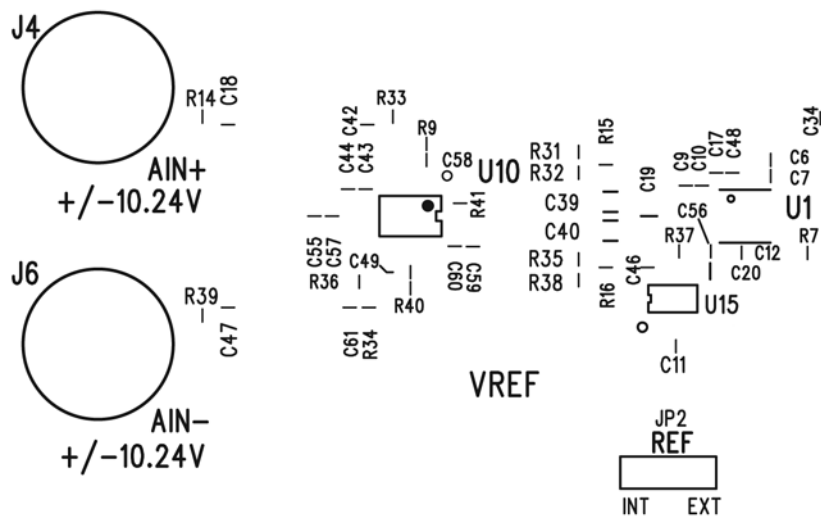 J4
R14
C18
AIN+
+/-10.24V
J6
R39
C47
AIN-
+/-10.24V
C42
R33
R9
C44
C43
C58
U10
R41
C55
C57
C49
R36
R40
C60
C59
C61
R34
VREF
R31
R32
R15
C39
C19
C40
R35
R38
R16
C46
C9
C10
C17
C48
C34
C6
C7
C56
U1
R37
C12
C20
R7
U15
C11
JP2
REF
INT EXT